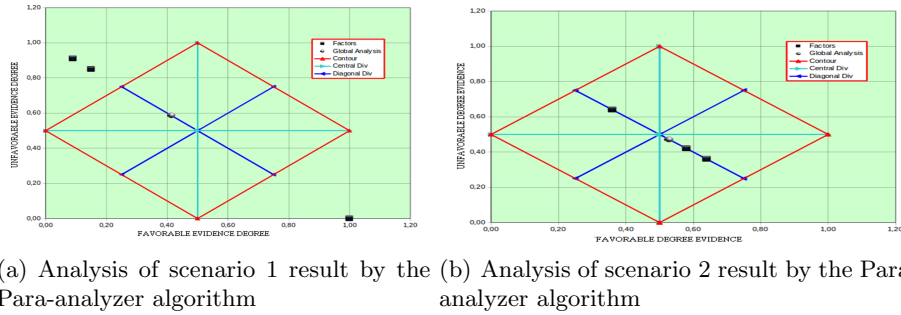 1,20
1,00
0,80
0,60
0,40
0,20
0,00
0,00 0,20 0,40 0,60 0,80 1,00 1,20
UNFAVORABLE EVIDENCE DEGREE
FAVORABLE EVIDENCE DEGREE
Factors
Global Analysis
Contour
Central Div
Diagonal Div
1,20
1,00
0,80
0,60
0,40
0,20
0,00
0,00 0,20 0,40 0,60 0,80 1,00 1,20
UNFAVORABLE DEGREE EVIDENCE
FAVORABLE DEGREE EVIDENCE
Factors
Global Analysis
Contour
Central Div
Diagonal Div
(a) Analysis of scenario 1 result by the
Para-analyzer algorithm
(b) Analysis of scenario 2 result by the Para
analyzer algorithm